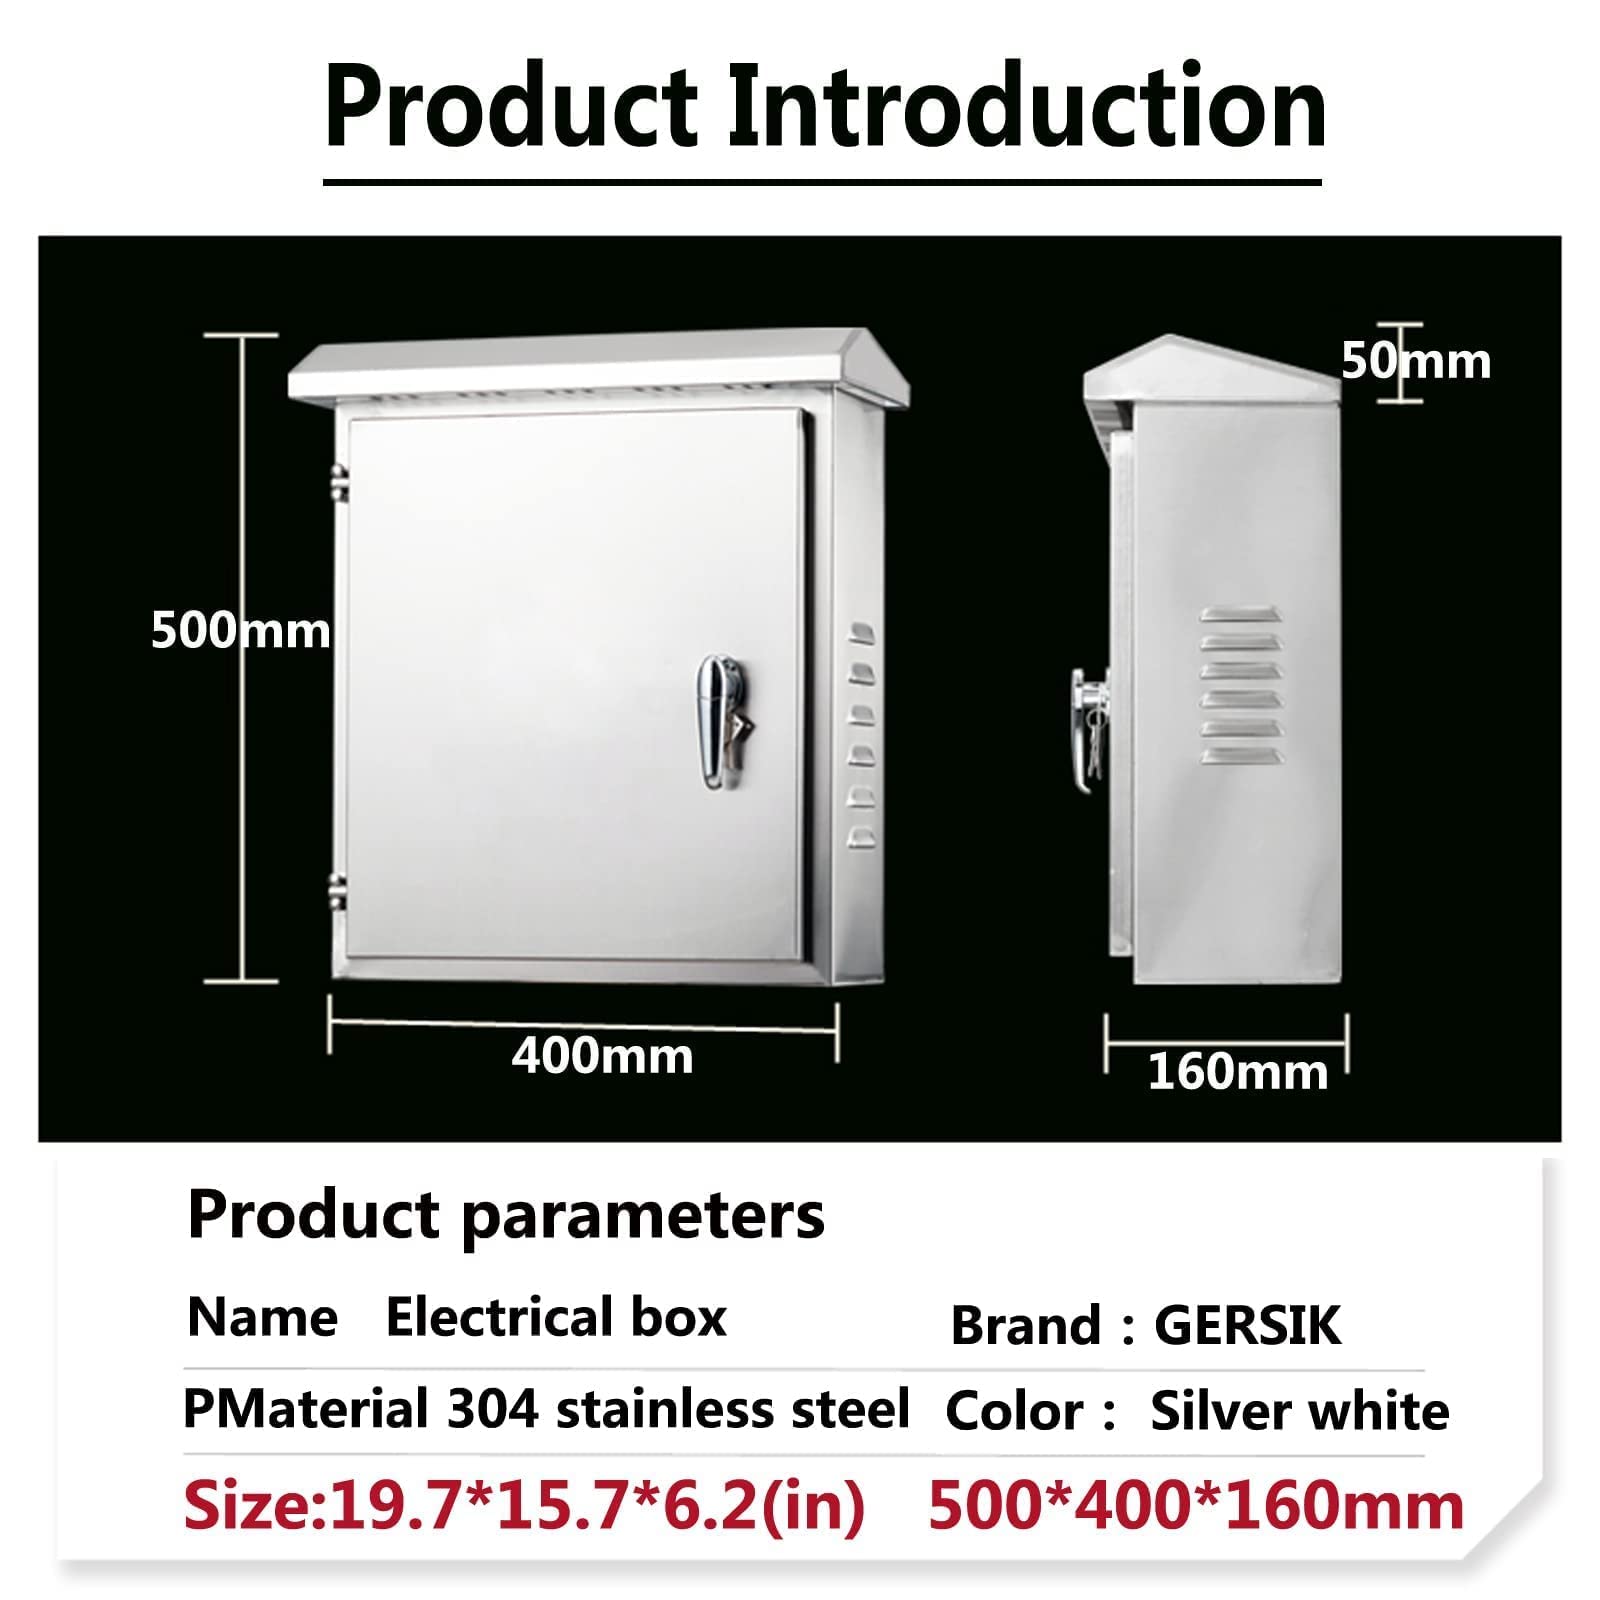 Product Introduction
50mm
500mm
400mm
160mm
Product parameters
Name Electrical box Brand：GERSIK
PMaterial 304 stainless steel Color： Silver white
Size:19.7*15.7*6.2(in) 500*400*160mm